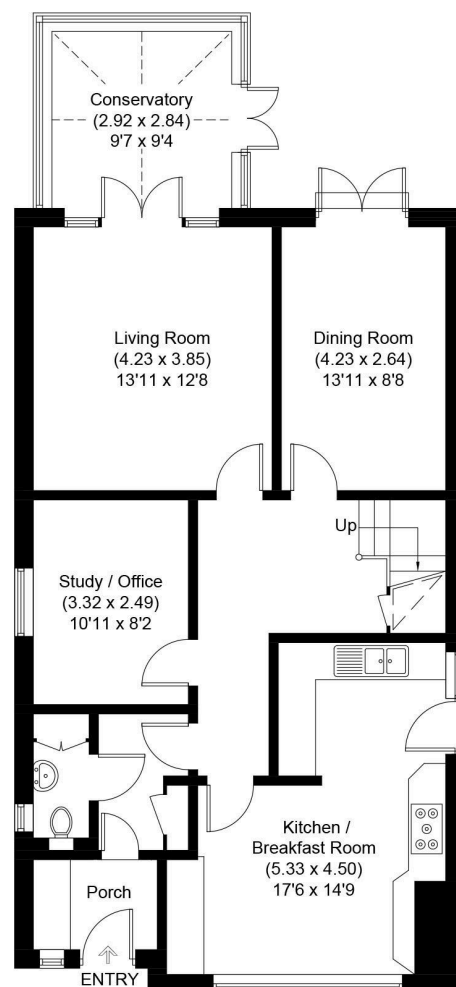 Conservatory
(2.92 x 2.84)
9'7 x 9'4
Living Room
(4.23 x 3.85)
13'11 x 12'8
Dining Room
(4.23 x 2.64)
13'11 x 8'8
Up
Study / Office
(3.32 x 2.49)
10'11 x 8'2
Kitchen /
Breakfast Room
(5.33 x 4.50)
17'6 x 14'9
Porch
ENTRY